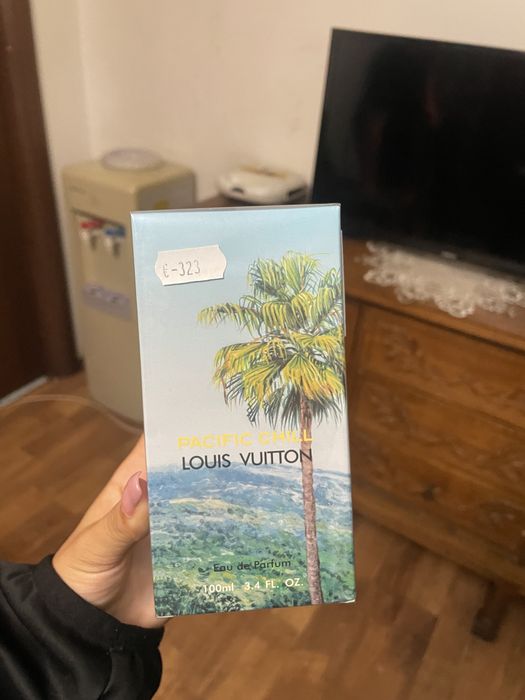 €-323
PACIFIC CHILL
LOUIS VUITTON
Eau de Parfum
100ml 3.4 FL. OZ.